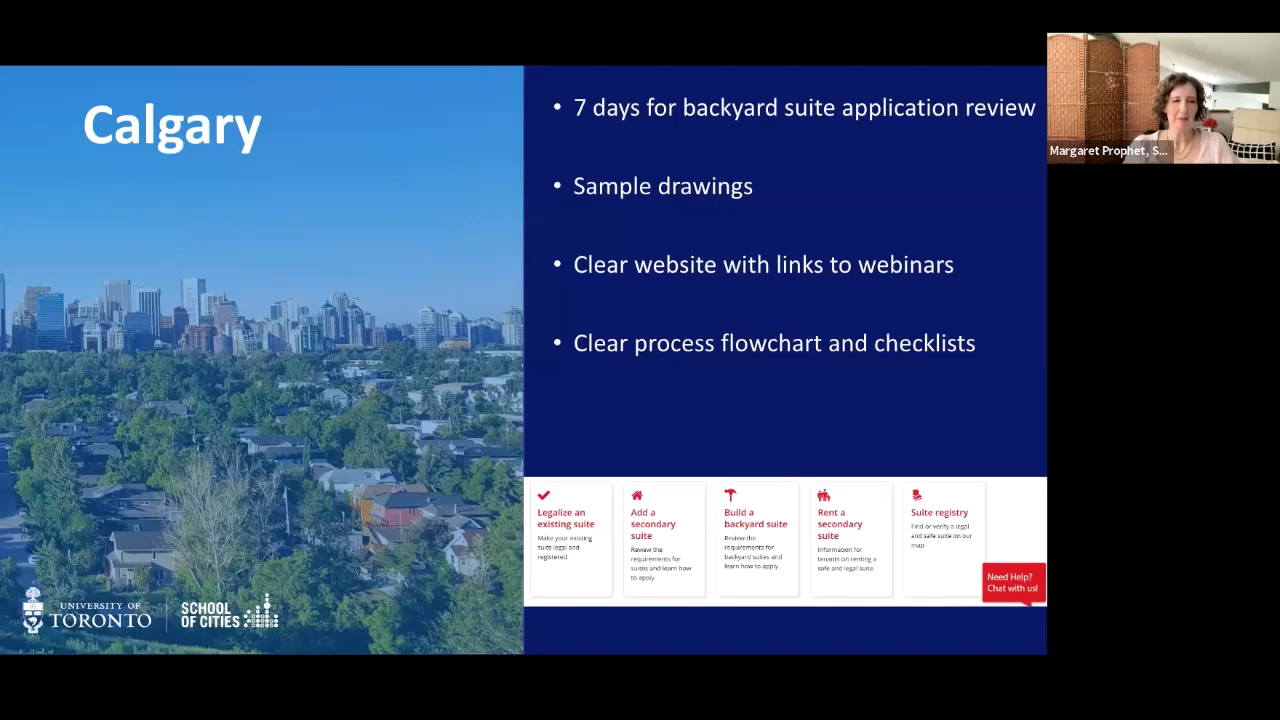 Calgary
• 7 days for backyard suite application review
• Sample drawings
• Clear website with links to webinars
• Clear process flowchart and checklists
Legalize an
existing suite
Make your existing
suite legal and
registered.
Add a
secondary
suite
Review the
requirements for
suites and learn how
to apply.
Build a
backyard suite
Review the
requirements for
backyard suites and
learn how to apply.
Rent a
secondary
suite
Information for
tenants on renting a
safe and legal suite.
Suite registry
Find or verify a legal
and safe suite on our
map
Need Help?
Chat with us!
UNIVERSITY OF
TORONTO
SCHOOL
OF CITIES
Margaret Prophet, S...